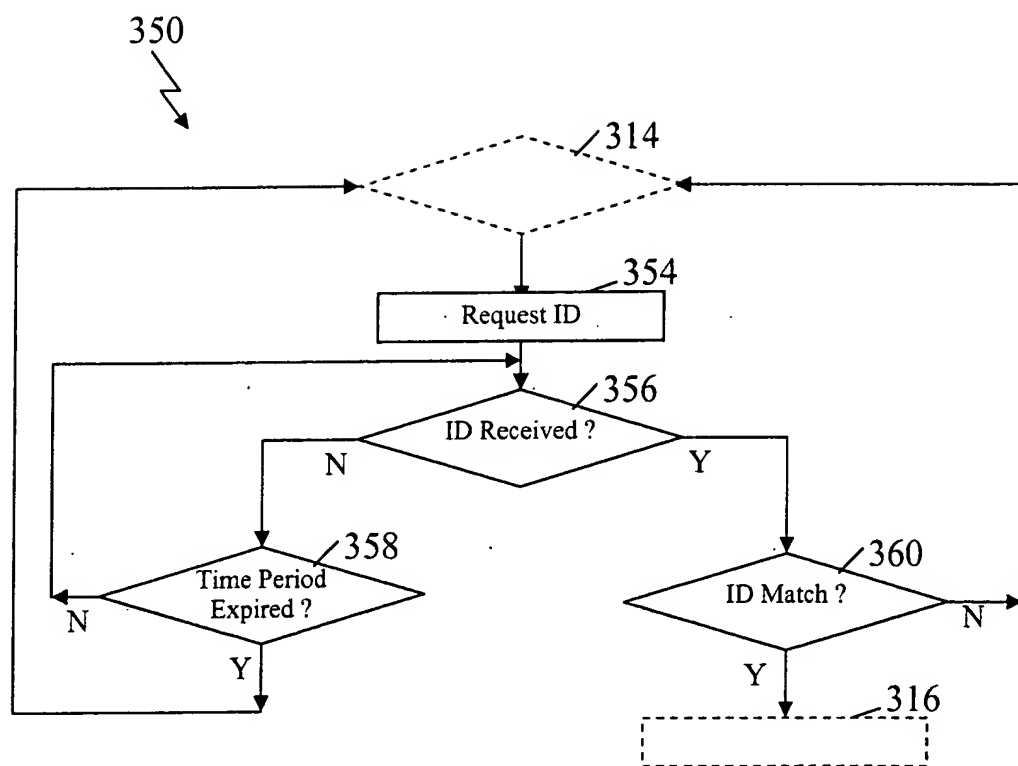 350
314
354
Request ID
356
ID Received ?
N
Y
358
Time Period
Expired ?
N
Y
360
ID Match ?
N
Y
316